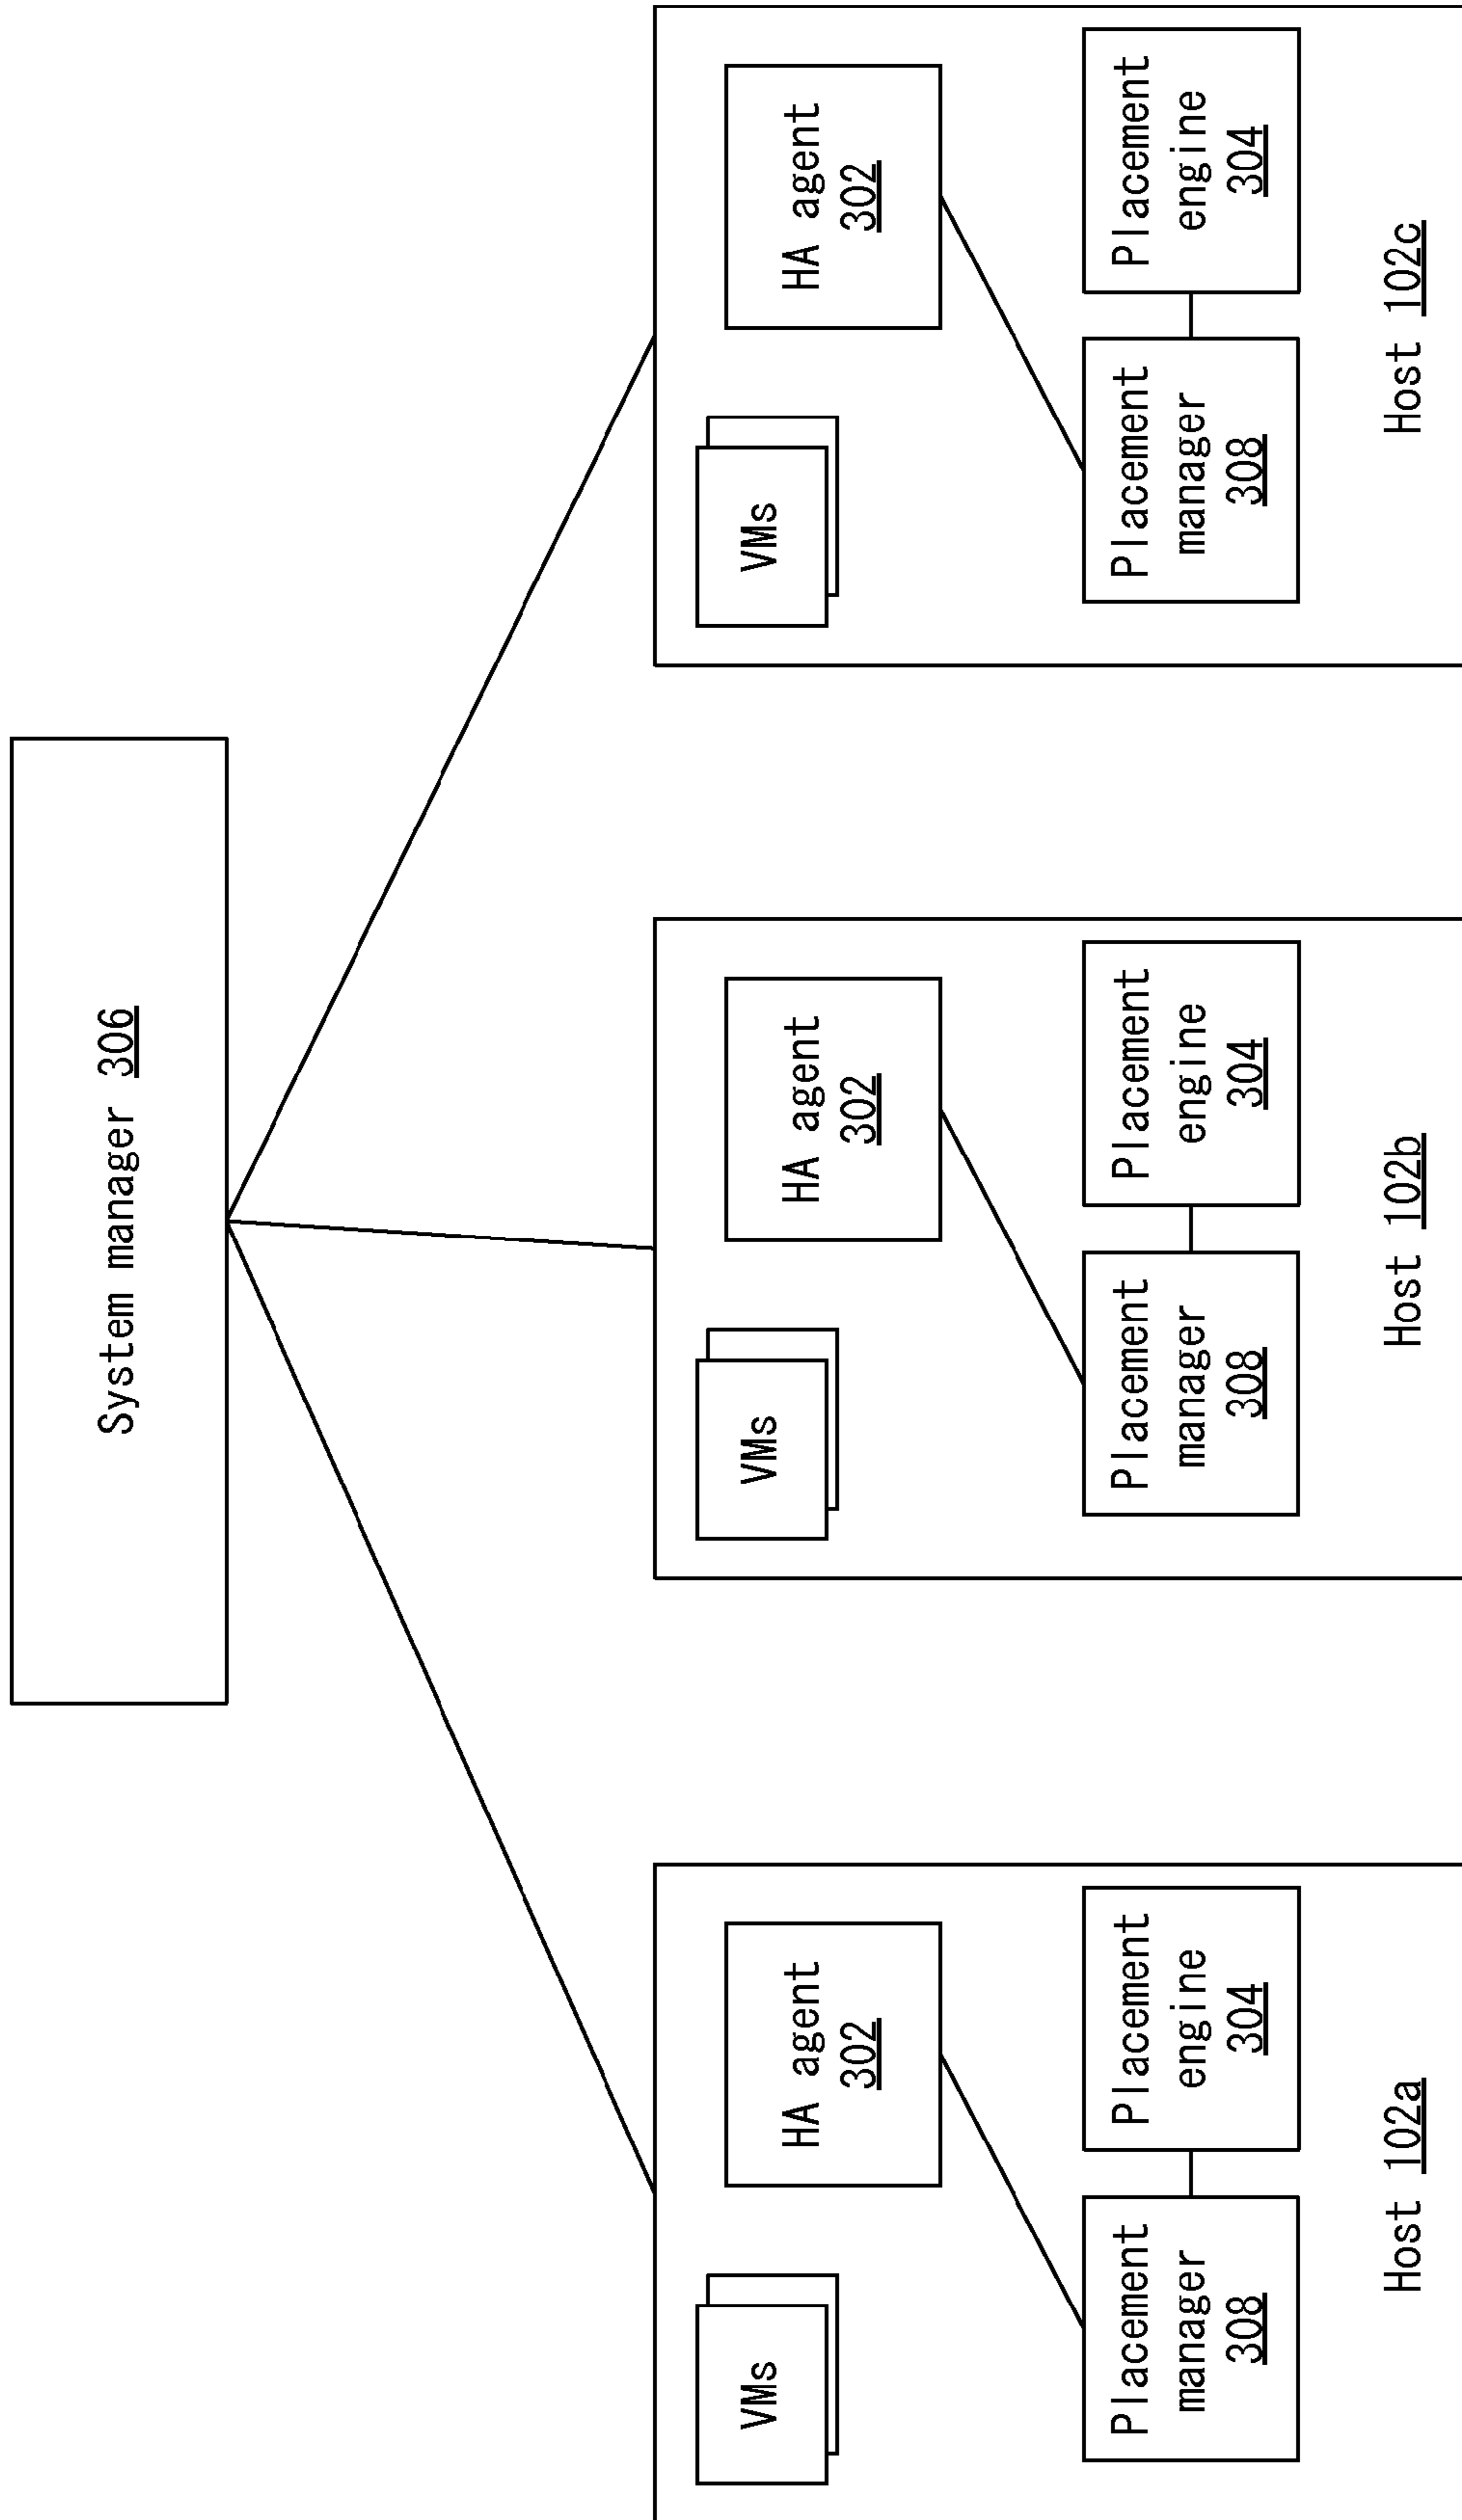 System manager 306
VMs
HA agent
302
Placement
manager
308
Placement
engine
304
Host 102a
VMs
HA agent
302
Placement
manager
308
Placement
engine
304
Host 102b
VMs
HA agent
302
Placement
manager
308
Placement
engine
304
Host 102c